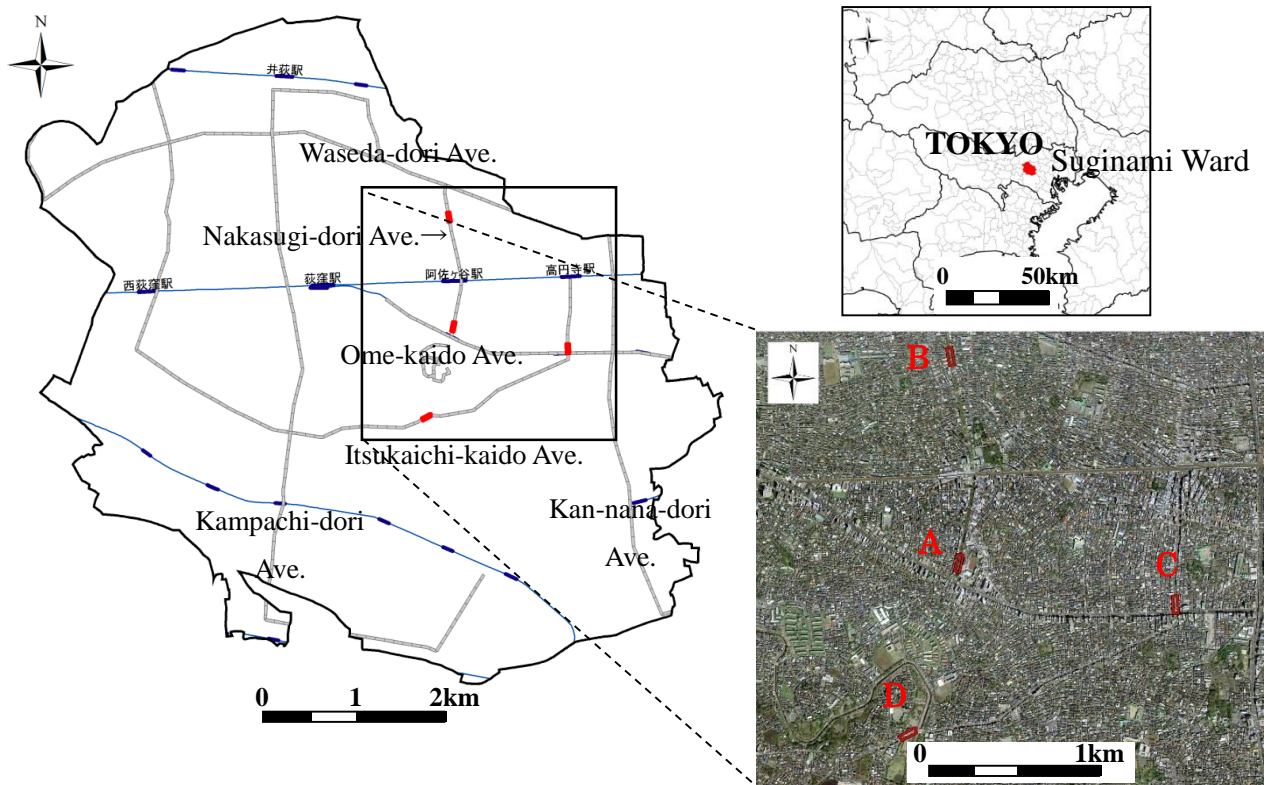 N
井荻駅
Waseda-dori Ave.
Nakasugi-dori Ave.→
西荻窪駅
荻窪駅
阿佐ヶ谷駅
高円寺駅
Ome-kaido Ave.
Itsukaichi-kaido Ave.
Kampachi-dori
Ave.
Kan-nana-dori
Ave.
0 1 2km
N
TOKYO
Suginami Ward
0 50km
N
B
A
C
D
0 1km